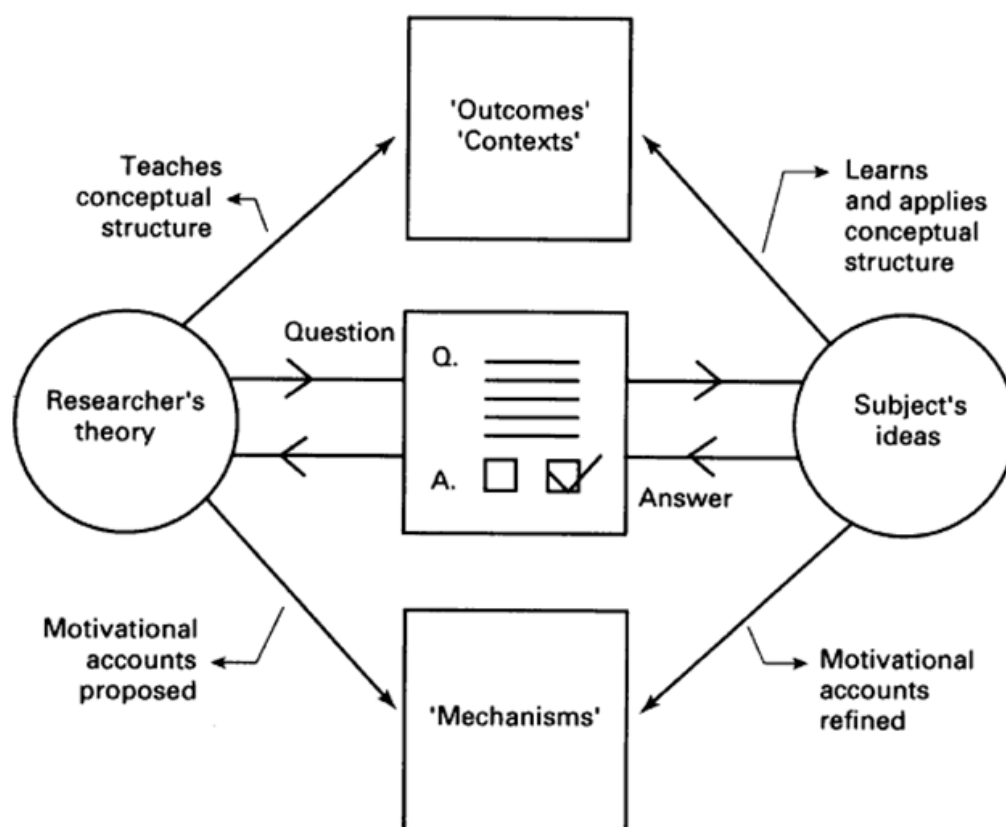 'Outcomes'
'Contexts'
Teaches
conceptual
structure
Learns
and applies
conceptual
structure
Question
Researcher's
theory
Q.
A.
Subject's
ideas
Answer
Motivational
accounts
proposed
'Mechanisms'
Motivational
accounts
refined